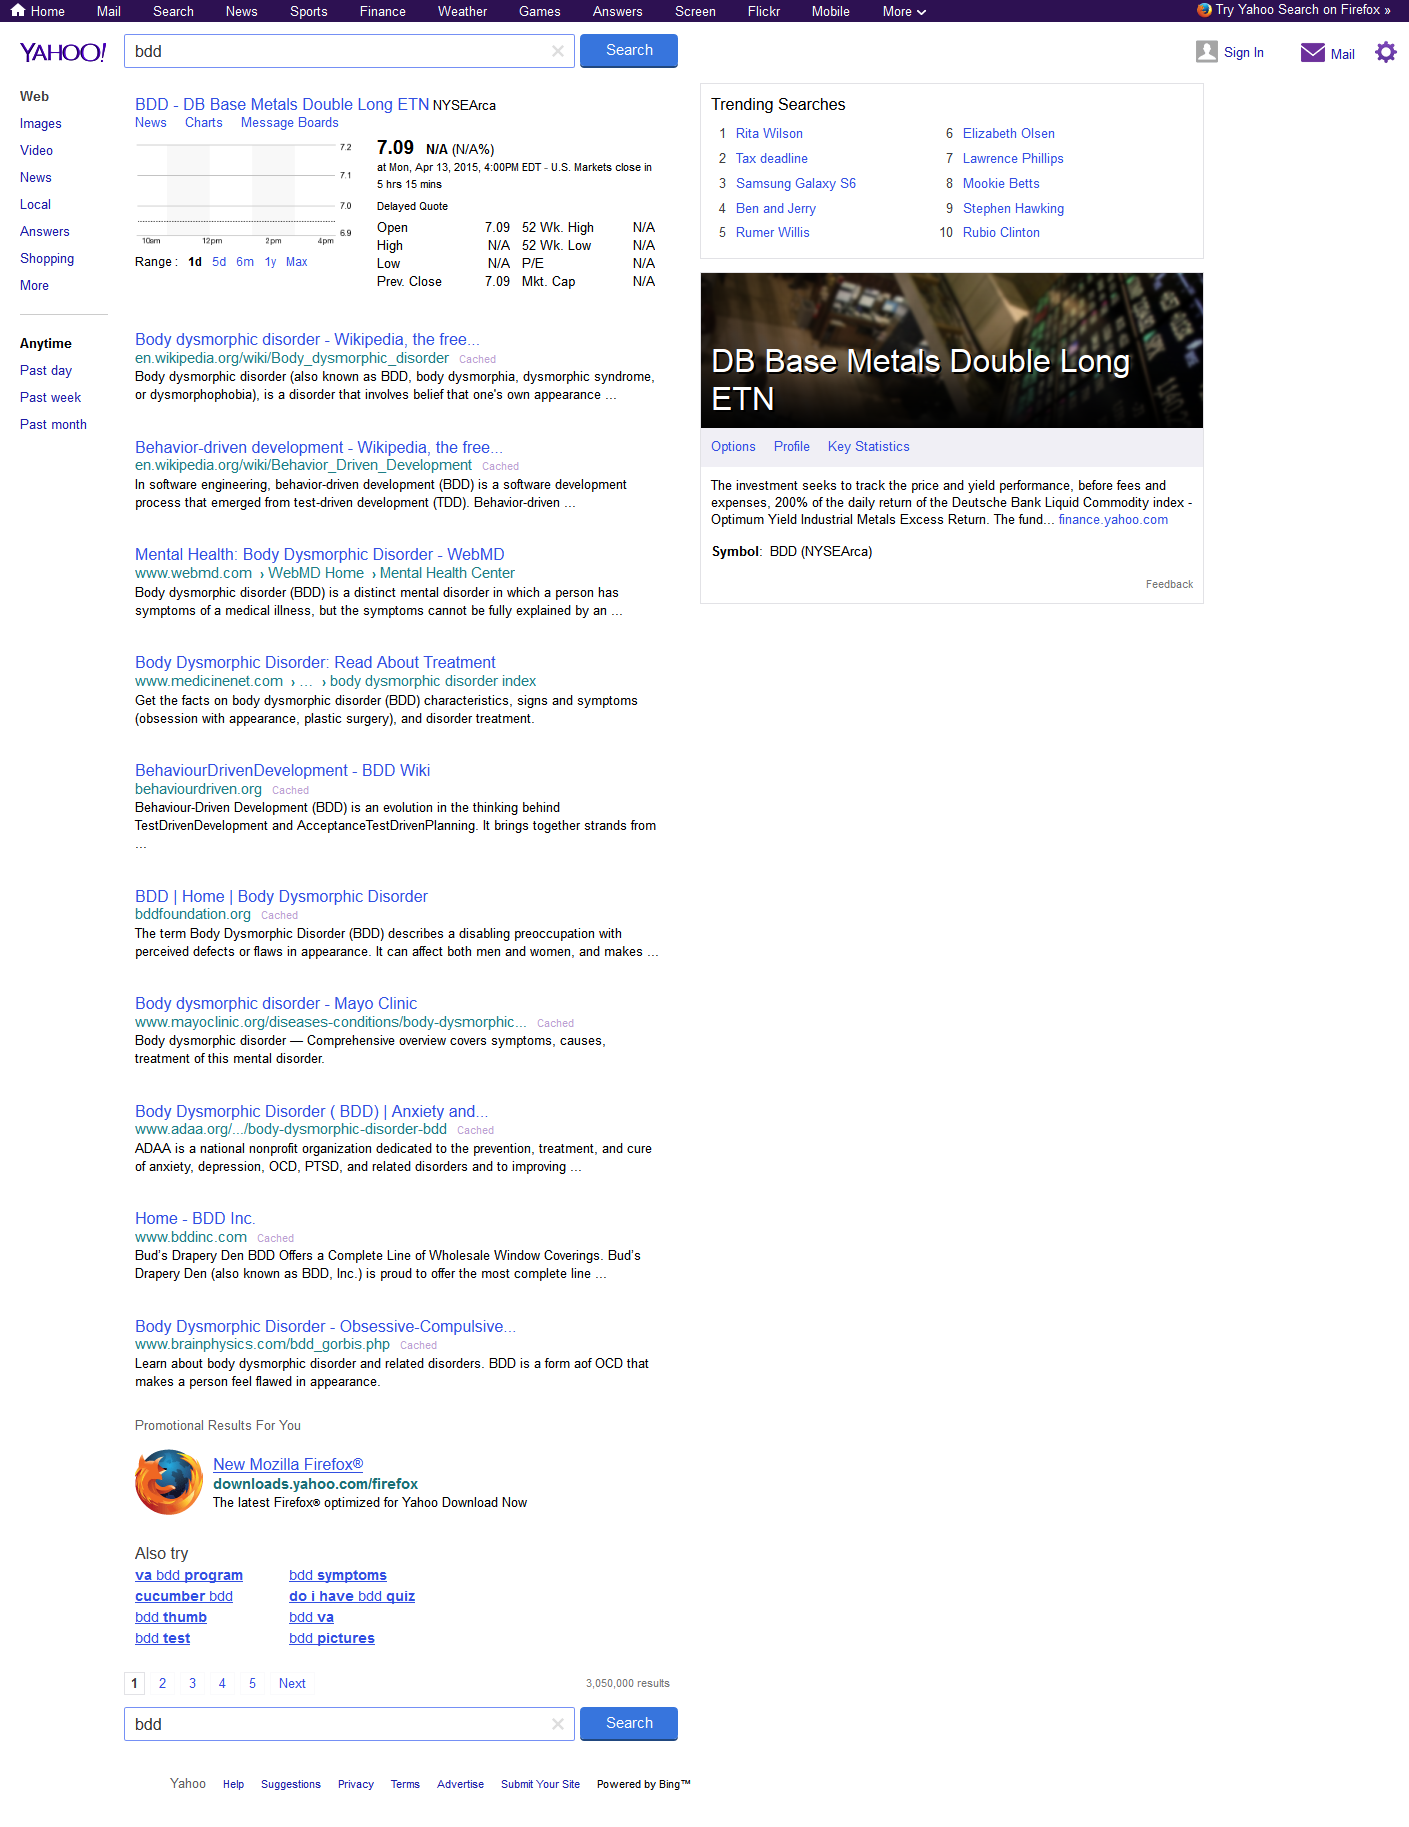 Home Mail Search News Sports Finance Weather Games Answers Screen Flickr Mobile More Try Yahoo Search on Firefox »
YAHOO! bdd Search Sign In Mail
Web
Images
Video
News
Local
Answers
Shopping
More
Anytime
Past day
Past week
Past month
BDD - DB Base Metals Double Long ETN NYSEArca
News Charts Message Boards
7.2
7.1
7.0
6.9
10am 12pm 2pm 4pm
Range : 1d 5d 6m 1y Max
7.09 N/A (N/A%)
at Mon, Apr 13, 2015, 4:00PM EDT - U.S. Markets close in
5 hrs 15 mins
Delayed Quote
Open 7.09 52 Wk. High N/A
High N/A 52 Wk. Low N/A
Low N/A P/E N/A
Prev. Close 7.09 Mkt. Cap N/A
Body dysmorphic disorder - Wikipedia, the free...
en.wikipedia.org/wiki/Body_dysmorphic_disorder Cached
Body dysmorphic disorder (also known as BDD, body dysmorphia, dysmorphic syndrome,
or dysmorphophobia), is a disorder that involves belief that one's own appearance ...
Behavior-driven development - Wikipedia, the free...
en.wikipedia.org/wiki/Behavior_Driven_Development Cached
In software engineering, behavior-driven development (BDD) is a software development
process that emerged from test-driven development (TDD). Behavior-driven ...
Mental Health: Body Dysmorphic Disorder - WebMD
www.webmd.com › WebMD Home › Mental Health Center
Body dysmorphic disorder (BDD) is a distinct mental disorder in which a person has
symptoms of a medical illness, but the symptoms cannot be fully explained by an ...
Body Dysmorphic Disorder: Read About Treatment
www.medicinenet.com › ... › body dysmorphic disorder index
Get the facts on body dysmorphic disorder (BDD) characteristics, signs and symptoms
(obsession with appearance, plastic surgery), and disorder treatment.
BehaviourDrivenDevelopment - BDD Wiki
behaviourdriven.org Cached
Behaviour-Driven Development (BDD) is an evolution in the thinking behind
TestDrivenDevelopment and AcceptanceTestDrivenPlanning. It brings together strands from
...
BDD | Home | Body Dysmorphic Disorder
bddfoundation.org Cached
The term Body Dysmorphic Disorder (BDD) describes a disabling preoccupation with
perceived defects or flaws in appearance. It can affect both men and women, and makes ...
Body dysmorphic disorder - Mayo Clinic
www.mayoclinic.org/diseases-conditions/body-dysmorphic... Cached
Body dysmorphic disorder — Comprehensive overview covers symptoms, causes,
treatment of this mental disorder.
Body Dysmorphic Disorder ( BDD) | Anxiety and...
www.adaa.org/.../body-dysmorphic-disorder-bdd Cached
ADAA is a national nonprofit organization dedicated to the prevention, treatment, and cure
of anxiety, depression, OCD, PTSD, and related disorders and to improving ...
Home - BDD Inc.
www.bddinc.com Cached
Bud's Drapery Den BDD Offers a Complete Line of Wholesale Window Coverings. Bud's
Drapery Den (also known as BDD, Inc.) is proud to offer the most complete line ...
Body Dysmorphic Disorder - Obsessive-Compulsive...
www.brainphysics.com/bdd_gorbis.php Cached
Learn about body dysmorphic disorder and related disorders. BDD is a form aof OCD that
makes a person feel flawed in appearance.
Promotional Results For You
New Mozilla Firefox®
downloads.yahoo.com/firefox
The latest Firefox® optimized for Yahoo Download Now
Also try
va bdd program bdd symptoms
cucumber bdd do i have bdd quiz
bdd thumb bdd va
bdd test bdd pictures
1 2 3 4 5 Next 3,050,000 results
bdd Search
Trending Searches
1 Rita Wilson 6 Elizabeth Olsen
2 Tax deadline 7 Lawrence Phillips
3 Samsung Galaxy S6 8 Mookie Betts
4 Ben and Jerry 9 Stephen Hawking
5 Rumer Willis 10 Rubio Clinton
DB Base Metals Double Long
ETN
Options Profile Key Statistics
The investment seeks to track the price and yield performance, before fees and
expenses, 200% of the daily return of the Deutsche Bank Liquid Commodity index -
Optimum Yield Industrial Metals Excess Return. The fund... finance.yahoo.com
Symbol: BDD (NYSEArca)
Feedback
Yahoo Help Suggestions Privacy Terms Advertise Submit Your Site Powered by Bing™